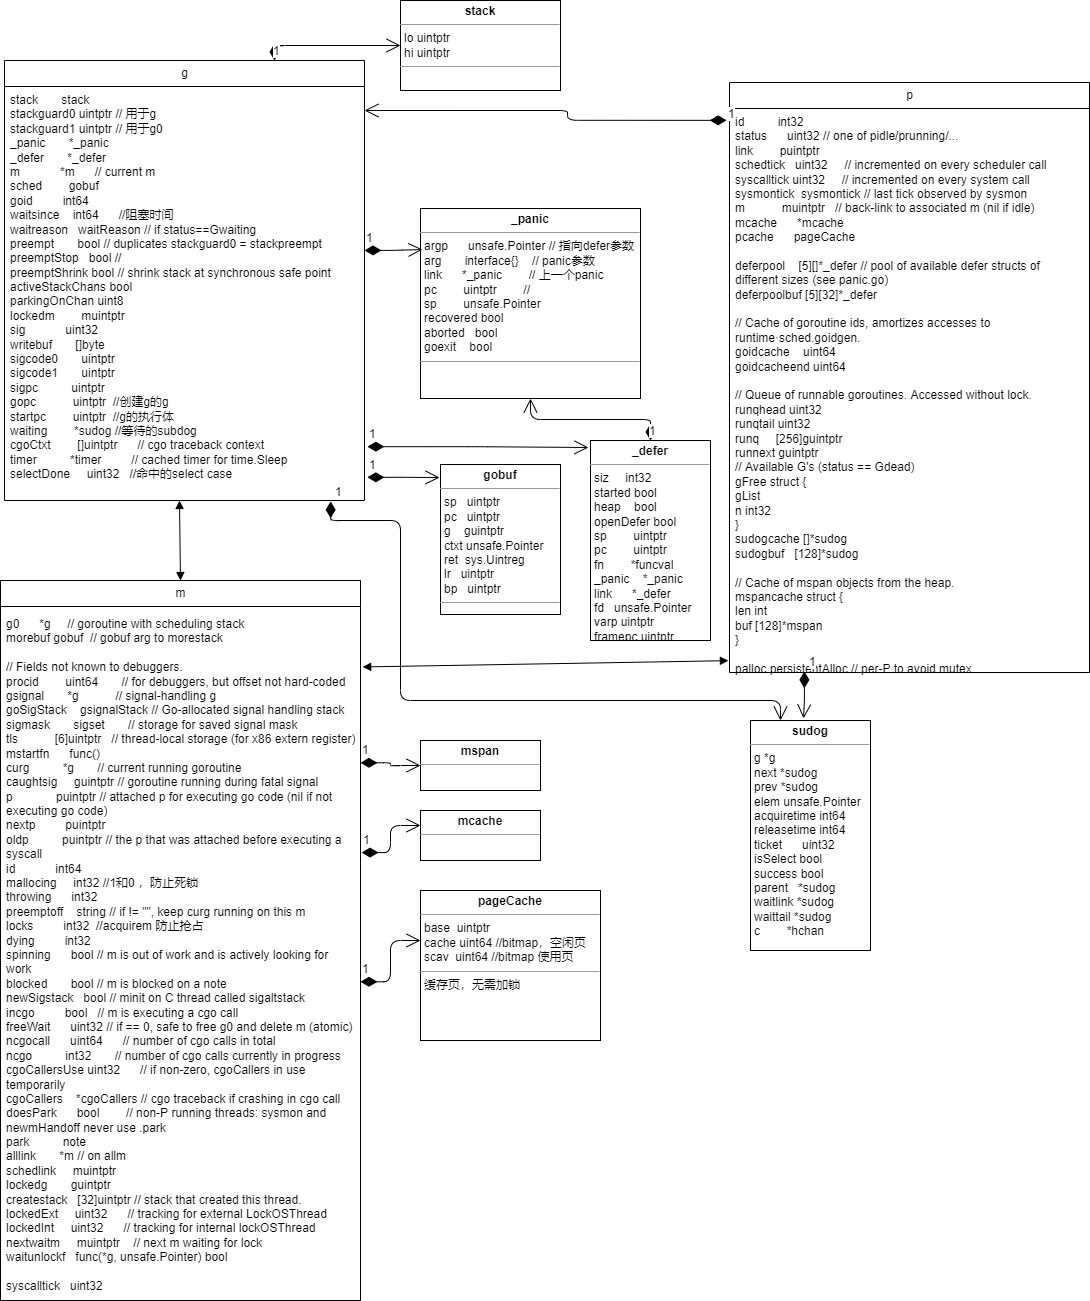 stack
lo uintptr
hi uintptr
1
g
stack stack
stackguard0 uintptr // 用于g
stackguard1 uintptr // 用于g0
_panic *_panic
_defer *_defer
m *m // current m
sched gobuf
goid int64
waitsince int64 //阻塞时间
waitreason waitReason // if status==Gwaiting
preempt bool // duplicates stackguard0 = stackpreempt
preemptStop bool //
preemptShrink bool // shrink stack at synchronous safe point
activeStackChans bool
parkingOnChan uint8
lockedm muintptr
sig uint32
writebuf []byte
sigcode0 uintptr
sigcode1 uintptr
sigpc uintptr
gopc uintptr //创建g的g
startpc uintptr //g的执行体
waiting *sudog //等待的subdog
cgoCtxt []uintptr // cgo traceback context
timer *timer // cached timer for time.Sleep
selectDone uint32 //命中的select case
1
1
1
1
_panic
argp unsafe.Pointer // 指向defer参数
arg interface{} // panic参数
link *_panic // 上一个panic
pc uintptr //
sp unsafe.Pointer
recovered bool
aborted bool
goexit bool
1
_defer
siz int32
started bool
heap bool
openDefer bool
sp uintptr
pc uintptr
fn *funcval
_panic *_panic
link *_defer
fd unsafe.Pointer
varp uintptr
framepc uintptr
gobuf
sp uintptr
pc uintptr
g guintptr
ctxt unsafe.Pointer
ret sys.Uintreg
lr uintptr
bp uintptr
p
1
id int32
status uint32 // one of pidle/prunning/...
link puintptr
schedtick uint32 // incremented on every scheduler call
syscalltick uint32 // incremented on every system call
sysmontick sysmontick // last tick observed by sysmon
m muintptr // back-link to associated m (nil if idle)
mcache *mcache
pcache pageCache
deferpool [5][]*_defer // pool of available defer structs of
different sizes (see panic.go)
deferpoolbuf [5][32]*_defer
// Cache of goroutine ids, amortizes accesses to
runtime·sched.goidgen.
goidcache uint64
goidcacheend uint64
// Queue of runnable goroutines. Accessed without lock.
runqhead uint32
runqtail uint32
runq [256]guintptr
runnext guintptr
// Available G's (status == Gdead)
gFree struct {
gList
n int32
}
sudogcache []*sudog
sudogbuf [128]*sudog
// Cache of mspan objects from the heap.
mspancache struct {
len int
buf [128]*mspan
}
palloc persistentAlloc // per-P to avoid mutex
1
m
g0 *g // goroutine with scheduling stack
morebuf gobuf // gobuf arg to morestack
// Fields not known to debuggers.
procid uint64 // for debuggers, but offset not hard-coded
gsignal *g // signal-handling g
goSigStack gsignalStack // Go-allocated signal handling stack
sigmask sigset // storage for saved signal mask
tls [6]uintptr // thread-local storage (for x86 extern register)
mstartfn func()
curg *g // current running goroutine
caughtsig guintptr // goroutine running during fatal signal
p puintptr // attached p for executing go code (nil if not
executing go code)
nextp puintptr
oldp puintptr // the p that was attached before executing a
syscall
id int64
mallocing int32 //1和0 ，防止死锁
throwing int32
preemptoff string // if != "", keep curg running on this m
locks int32 //acquirem 防止抢占
dying int32
spinning bool // m is out of work and is actively looking for
work
blocked bool // m is blocked on a note
newSigstack bool // minit on C thread called sigaltstack
incgo bool // m is executing a cgo call
freeWait uint32 // if == 0, safe to free g0 and delete m (atomic)
ncgocall uint64 // number of cgo calls in total
ncgo int32 // number of cgo calls currently in progress
cgoCallersUse uint32 // if non-zero, cgoCallers in use
temporarily
cgoCallers *cgoCallers // cgo traceback if crashing in cgo call
doesPark bool // non-P running threads: sysmon and
newmHandoff never use .park
park note
alllink *m // on allm
schedlink muintptr
lockedg guintptr
createstack [32]uintptr // stack that created this thread.
lockedExt uint32 // tracking for external LockOSThread
lockedInt uint32 // tracking for internal lockOSThread
nextwaitm muintptr // next m waiting for lock
waitunlockf func(*g, unsafe.Pointer) bool
syscalltick uint32
1
1
1
mspan
mcache
pageCache
base uintptr
cache uint64 //bitmap，空闲页
scav uint64 //bitmap 使用页
缓存页，无需加锁
sudog
g *g
next *sudog
prev *sudog
elem unsafe.Pointer
acquiretime int64
releasetime int64
ticket uint32
isSelect bool
success bool
parent *sudog
waitlink *sudog
waittail *sudog
c *hchan